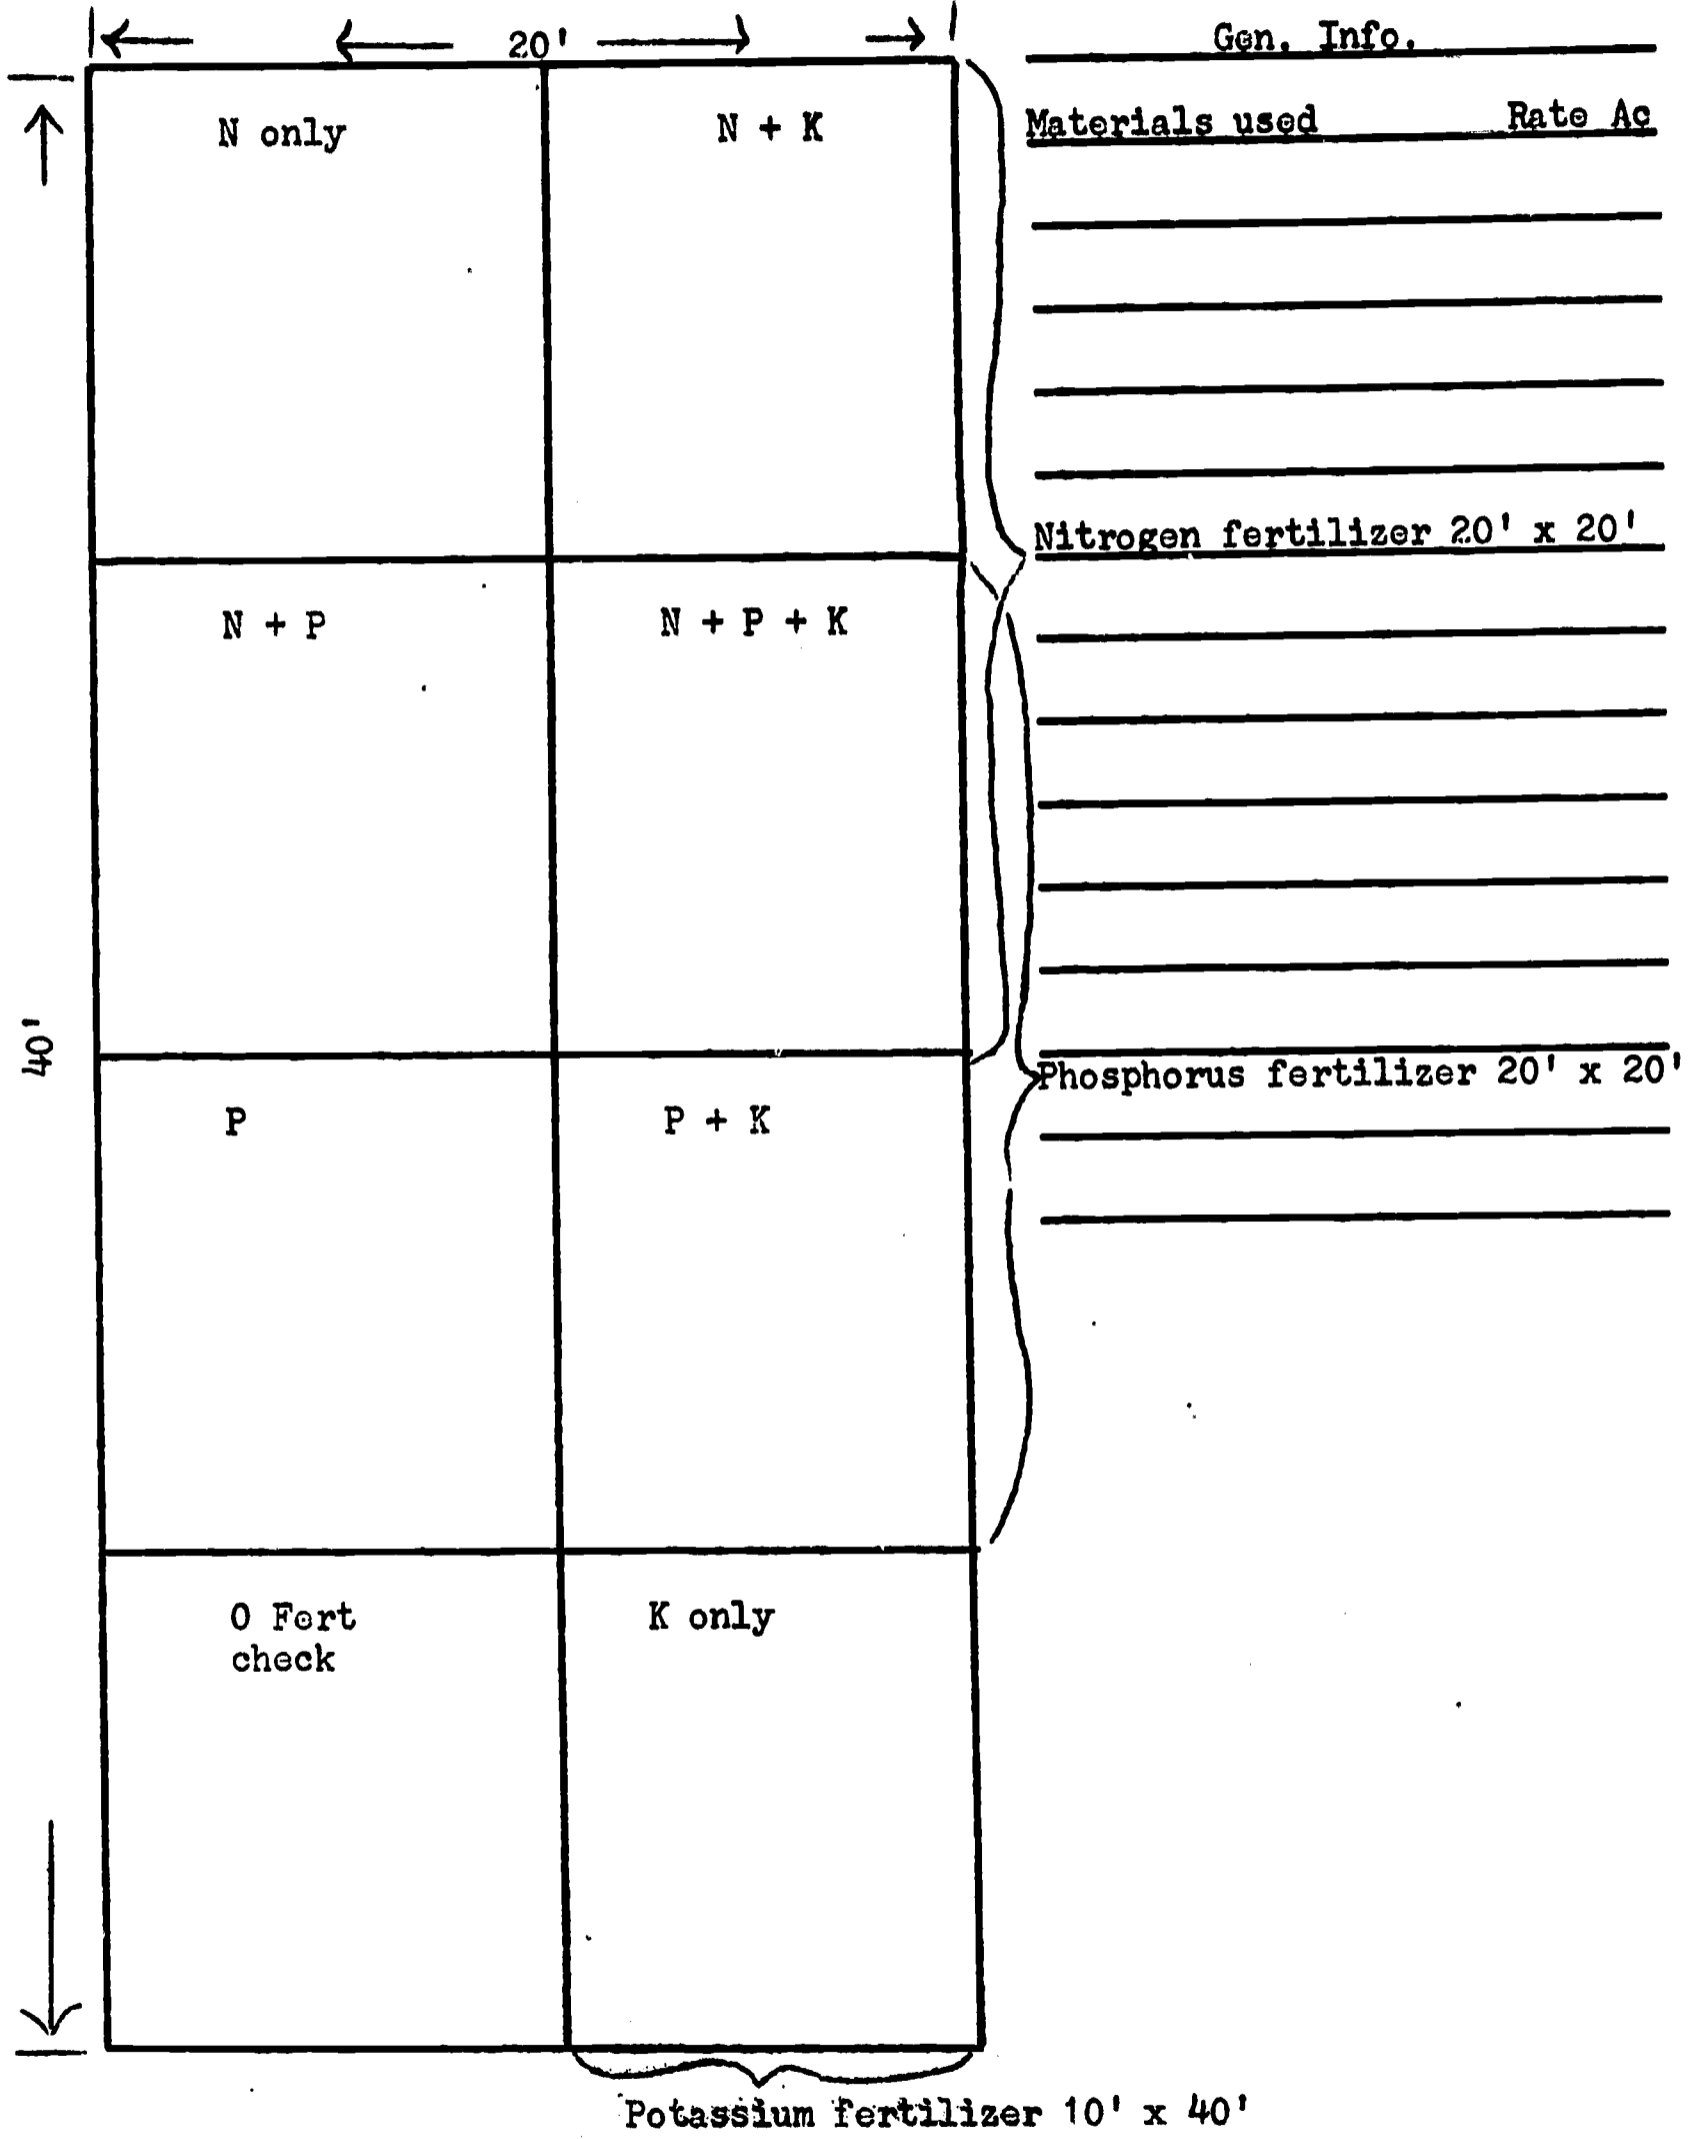 20'
Gen. Info.
Materials used Rate Ac
N only
N + K
Nitrogen fertilizer 20' x 20'
N + P
N + P + K
40'
Phosphorus fertilizer 20' x 20'
P
P + K
O Fert
check
K only
Potassium fertilizer 10' x 40'